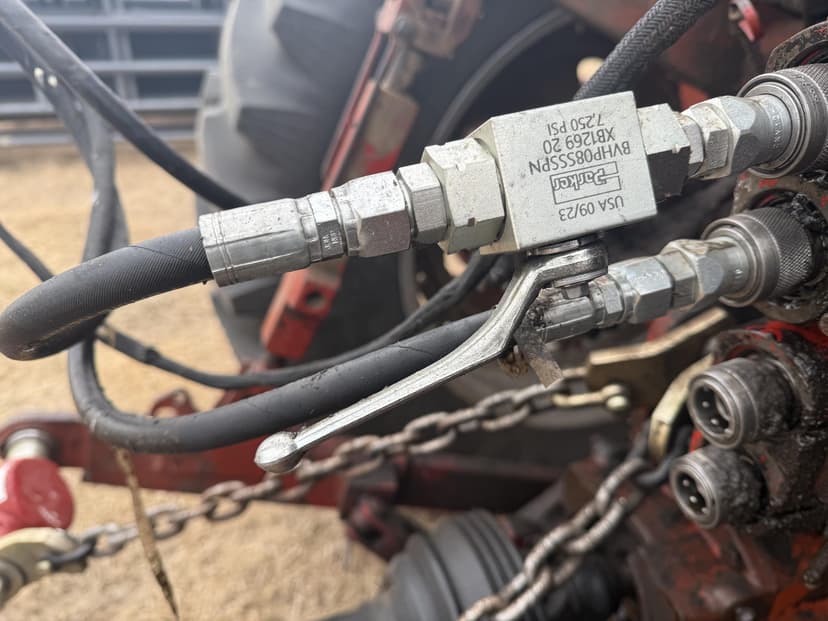 USA 09/23
Parker
BVHP08SSSPN
XB1269 20
7,250 PSI